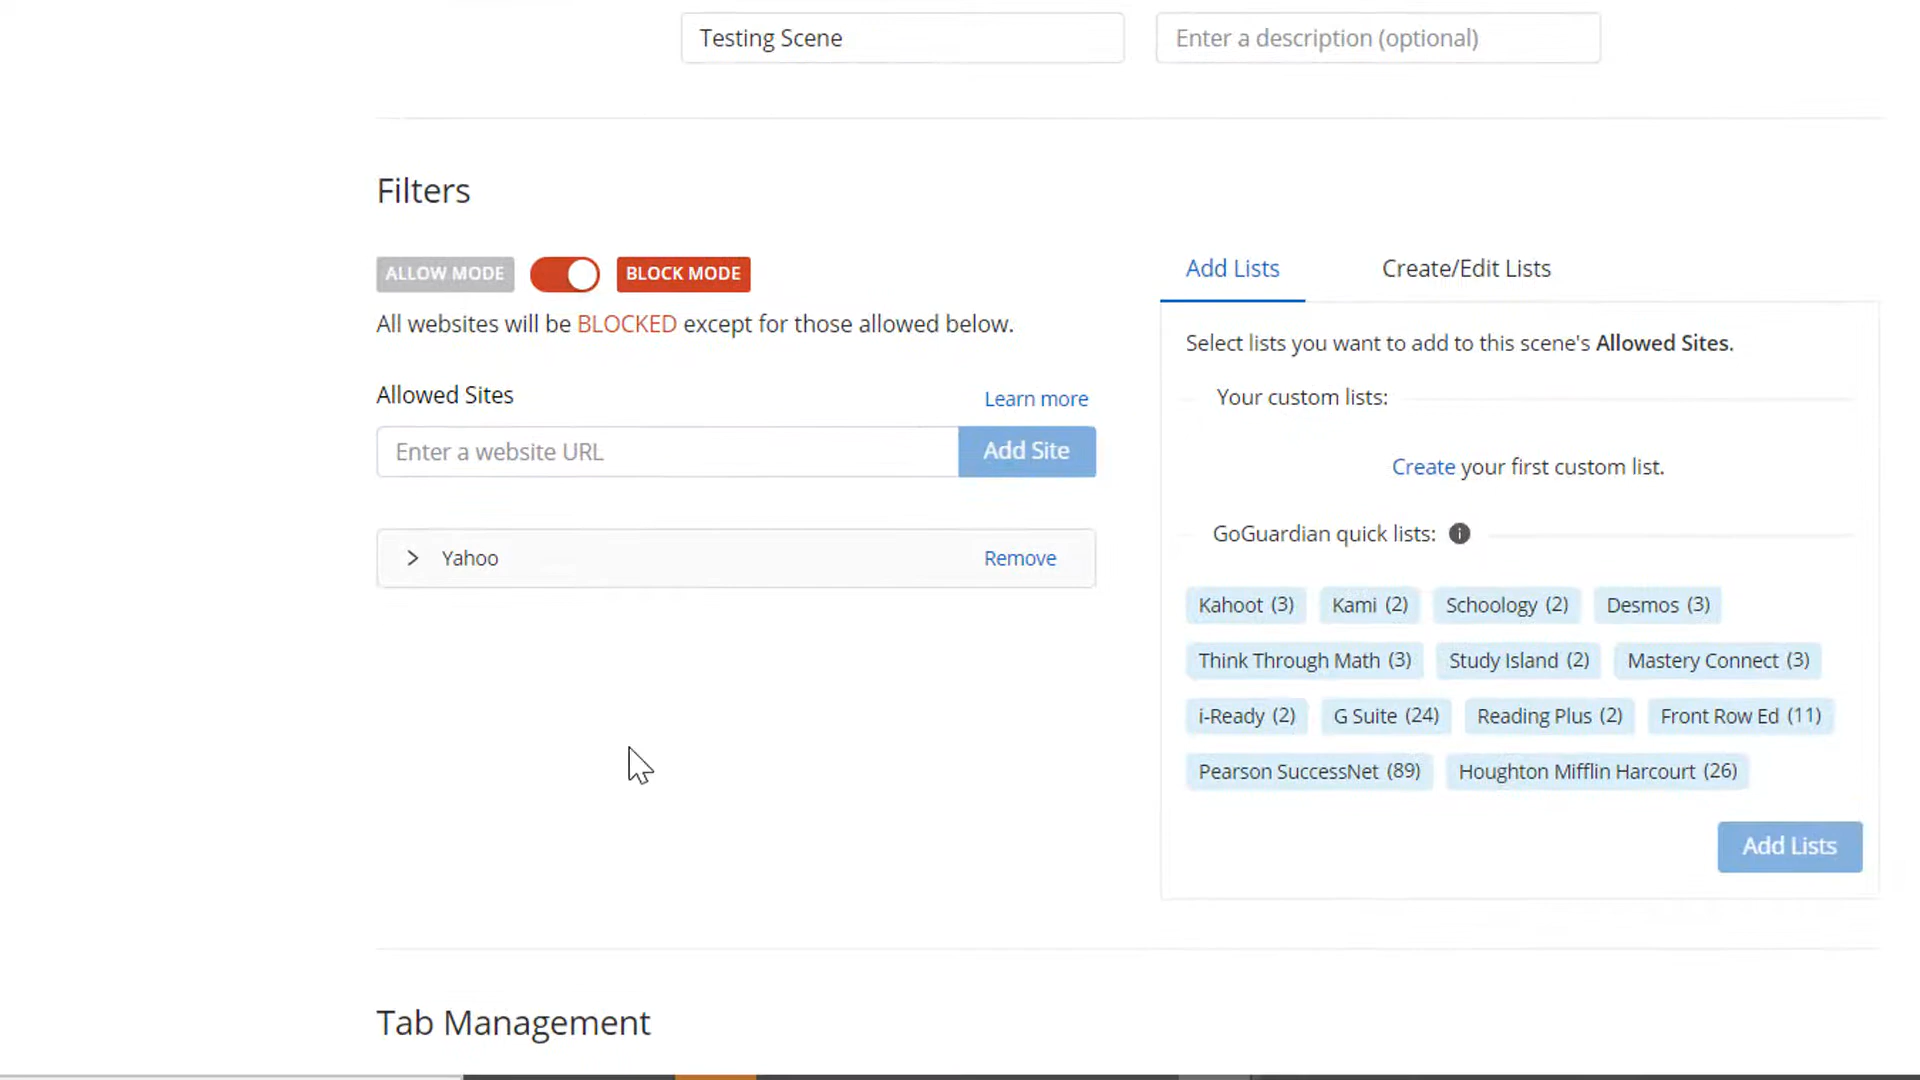 Testing Scene
Enter a description (optional)
Filters
ALLOW MODE
BLOCK MODE
All websites will be BLOCKED except for those allowed below.
Allowed Sites
Learn more
Enter a website URL
Add Site
Yahoo
Remove
Add Lists
Create/Edit Lists
Select lists you want to add to this scene's Allowed Sites.
Your custom lists:
Create your first custom list.
GoGuardian quick lists:
Kahoot (3) Kami (2) Schoology (2) Desmos (3)
Think Through Math (3) Study Island (2) Mastery Connect (3)
i-Ready (2) G Suite (24) Reading Plus (2) Front Row Ed (11)
Pearson SuccessNet (89) Houghton Mifflin Harcourt (26)
Add Lists
Tab Management